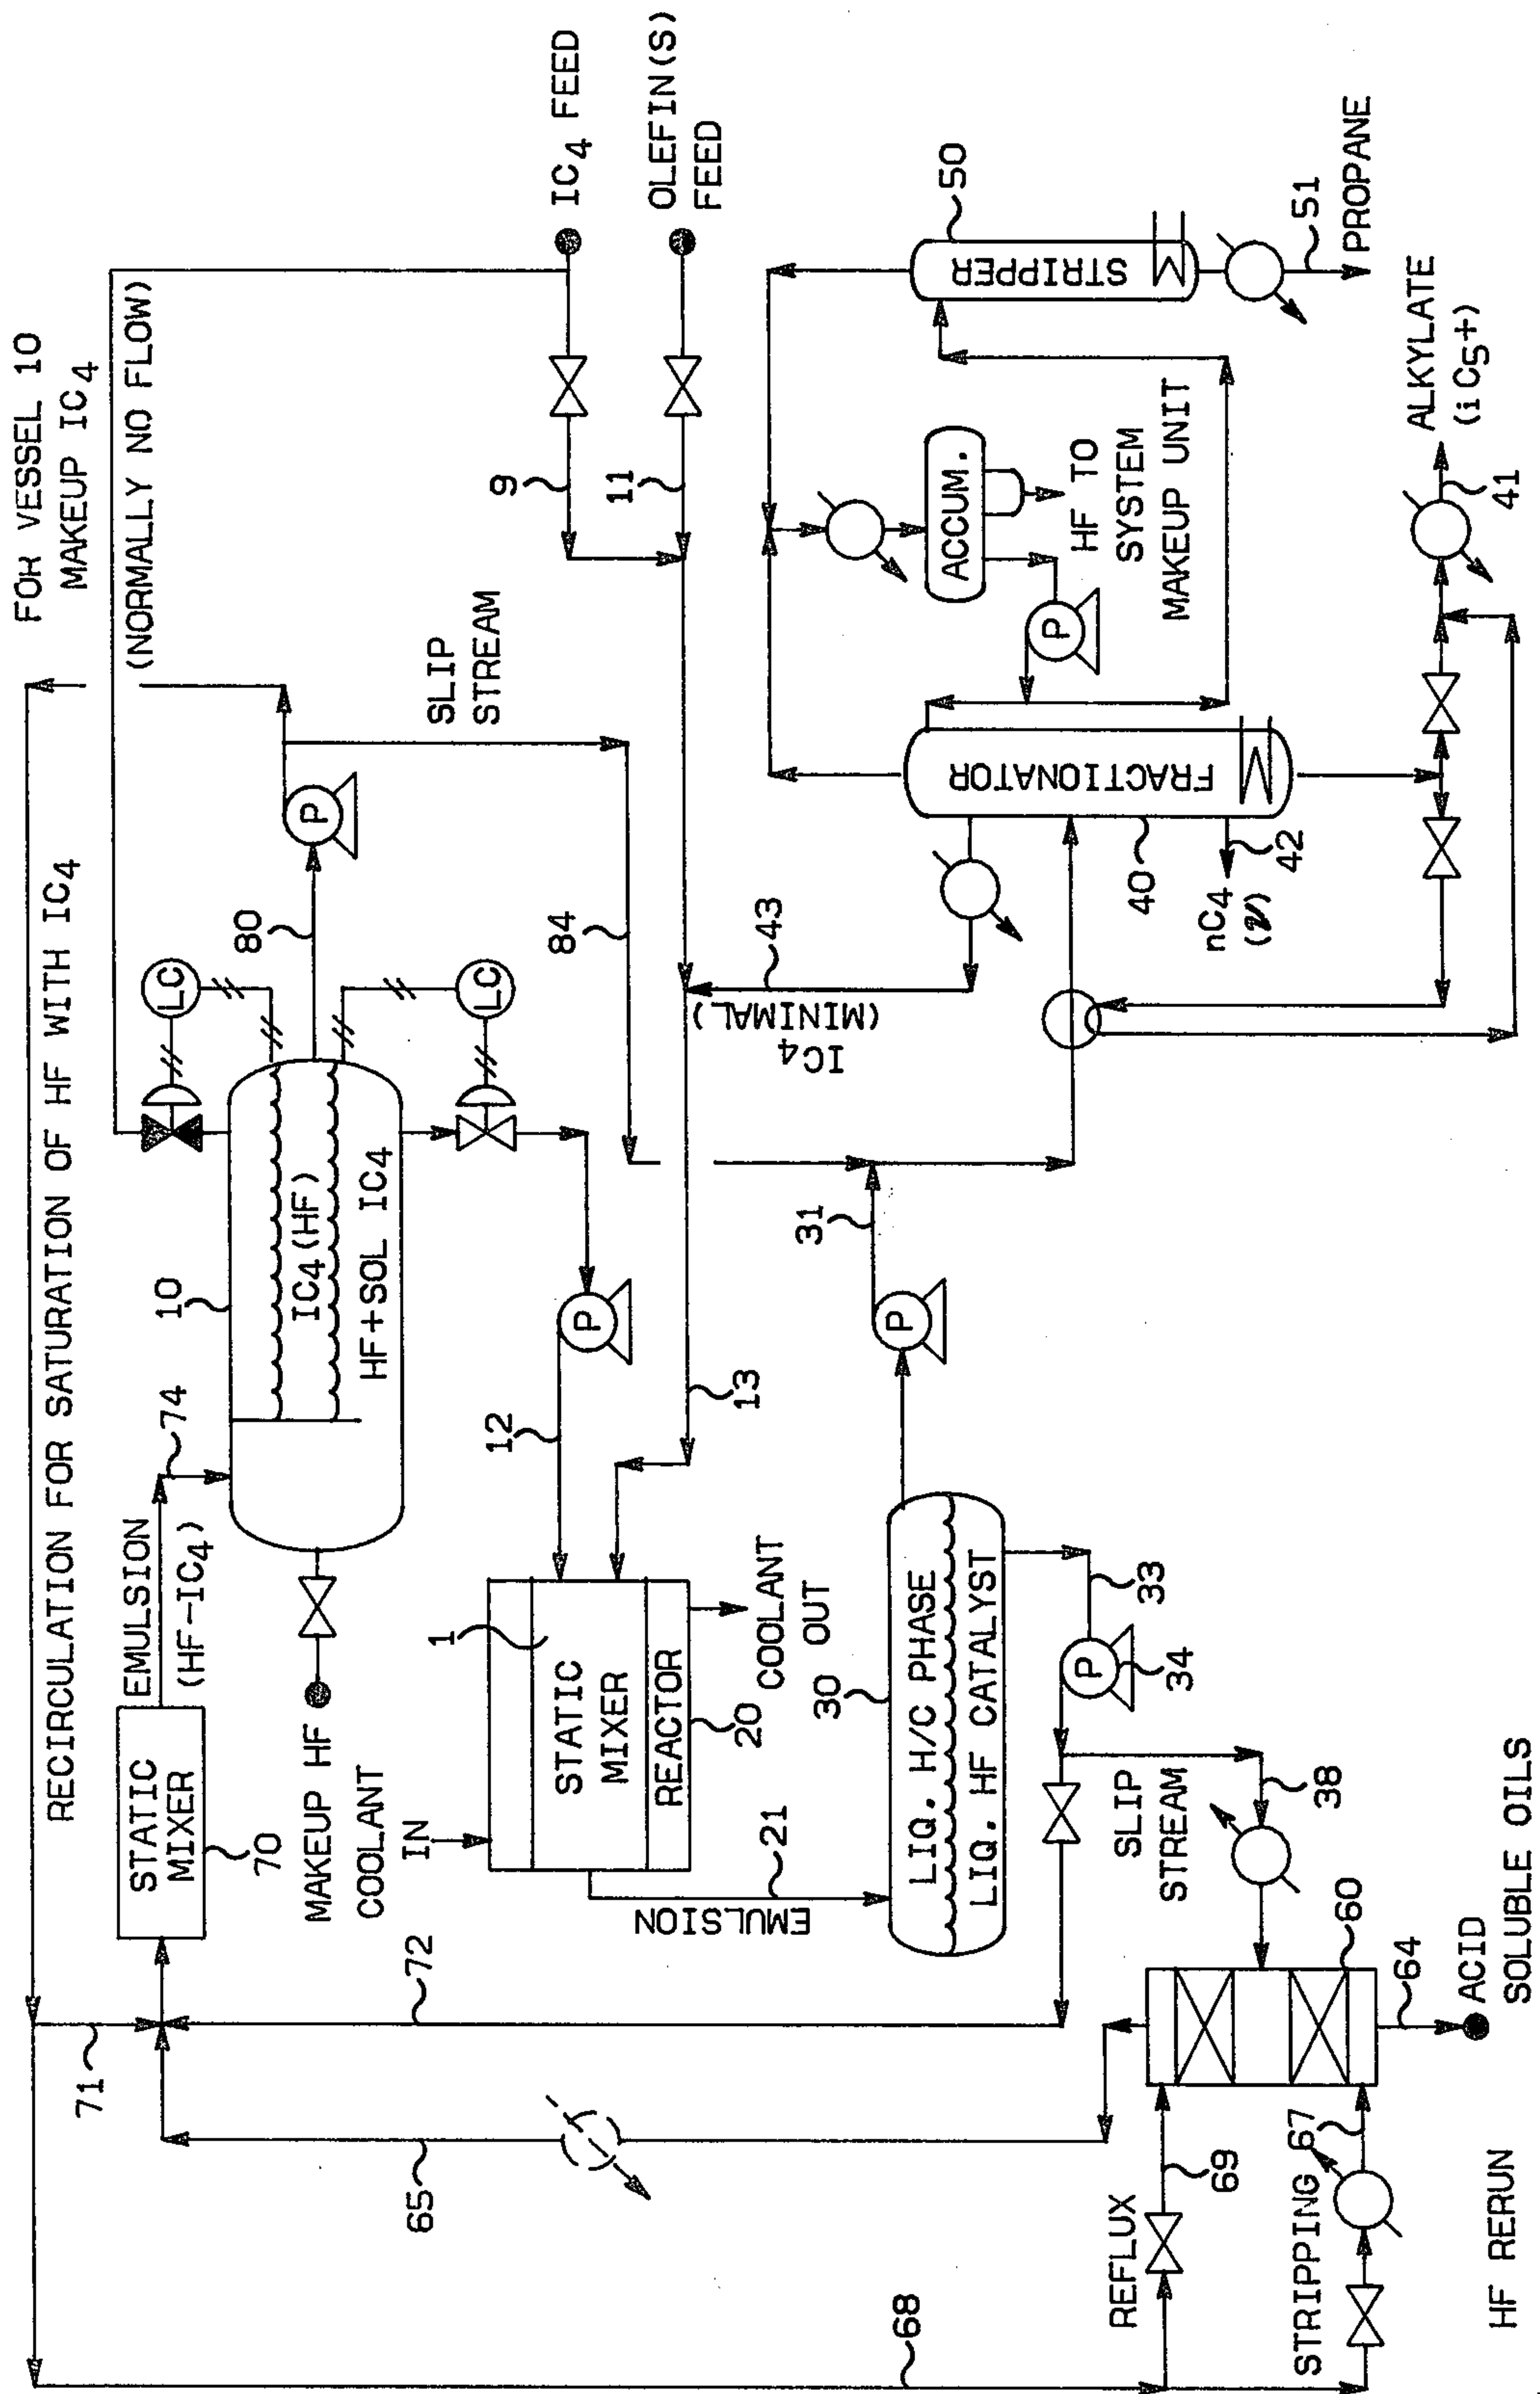 FOR VESSEL 10
MAKEUP IC4
(NORMALLY NO FLOW)
RECIRCULATION FOR SATURATION OF HF WITH IC4
IC4 FEED
OLEFIN(S)
FEED
9
11
SLIP
STREAM
84
80
P
LC
LC
IC4(HF)
HF+SOL IC4
10
74
EMULSION
(HF-IC4)
STATIC
MIXER
70
MAKEUP HF
COOLANT
IN
12
P
13
1
STATIC
MIXER
REACTOR
20
COOLANT
OUT
21
EMULSION
71
72
65
68
30
LIQ. H/C PHASE
LIQ. HF CATALYST
P
31
33
P
34
SLIP
STREAM
38
60
64
ACID
SOLUBLE OILS
REFLUX
69
STRIPPING
67
HF RERUN
IC4
(MINIMAL)
43
FRACTIONATOR
40
42
nC4
(V)
P
ACCUM.
HF TO
SYSTEM
MAKEUP UNIT
STRIPPER
50
51
PROPANE
ALKYLATE
(iC5+)
41